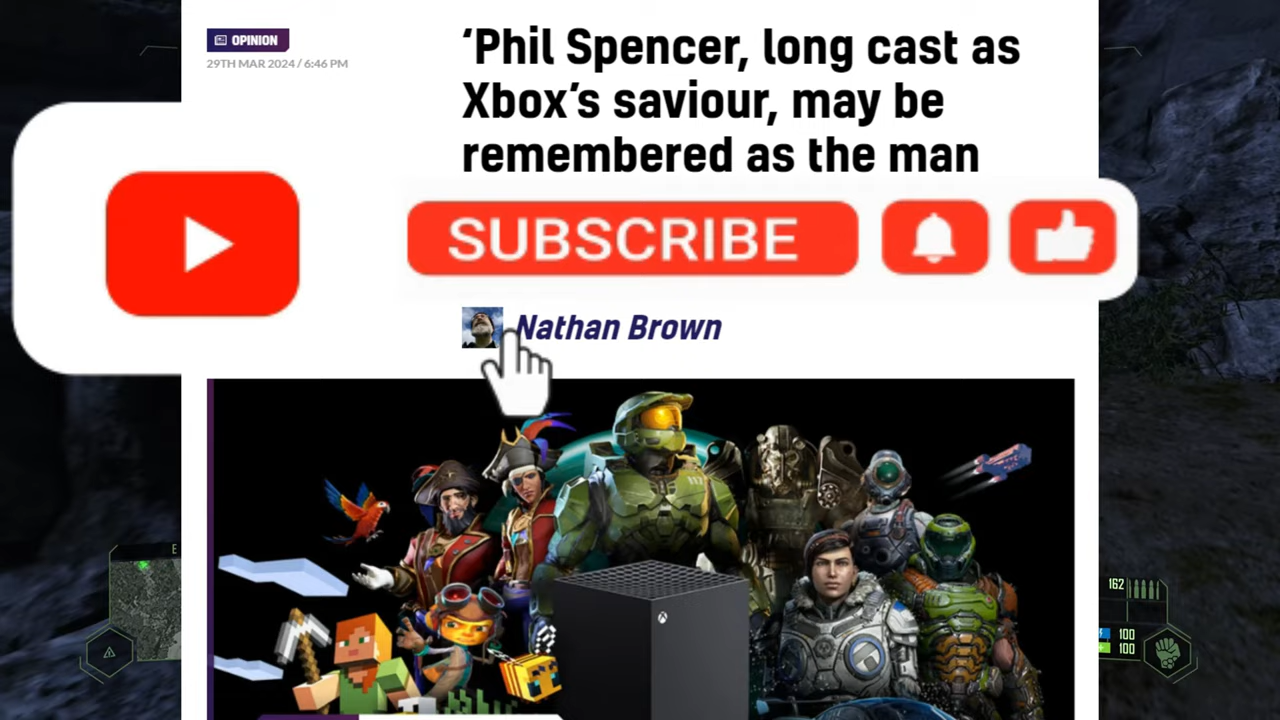 OPINION
29TH MAR 2024 / 6:46 PM
‘Phil Spencer, long cast as
Xbox’s saviour, may be
remembered as the man
SUBSCRIBE
Nathan Brown
E
162
100
100